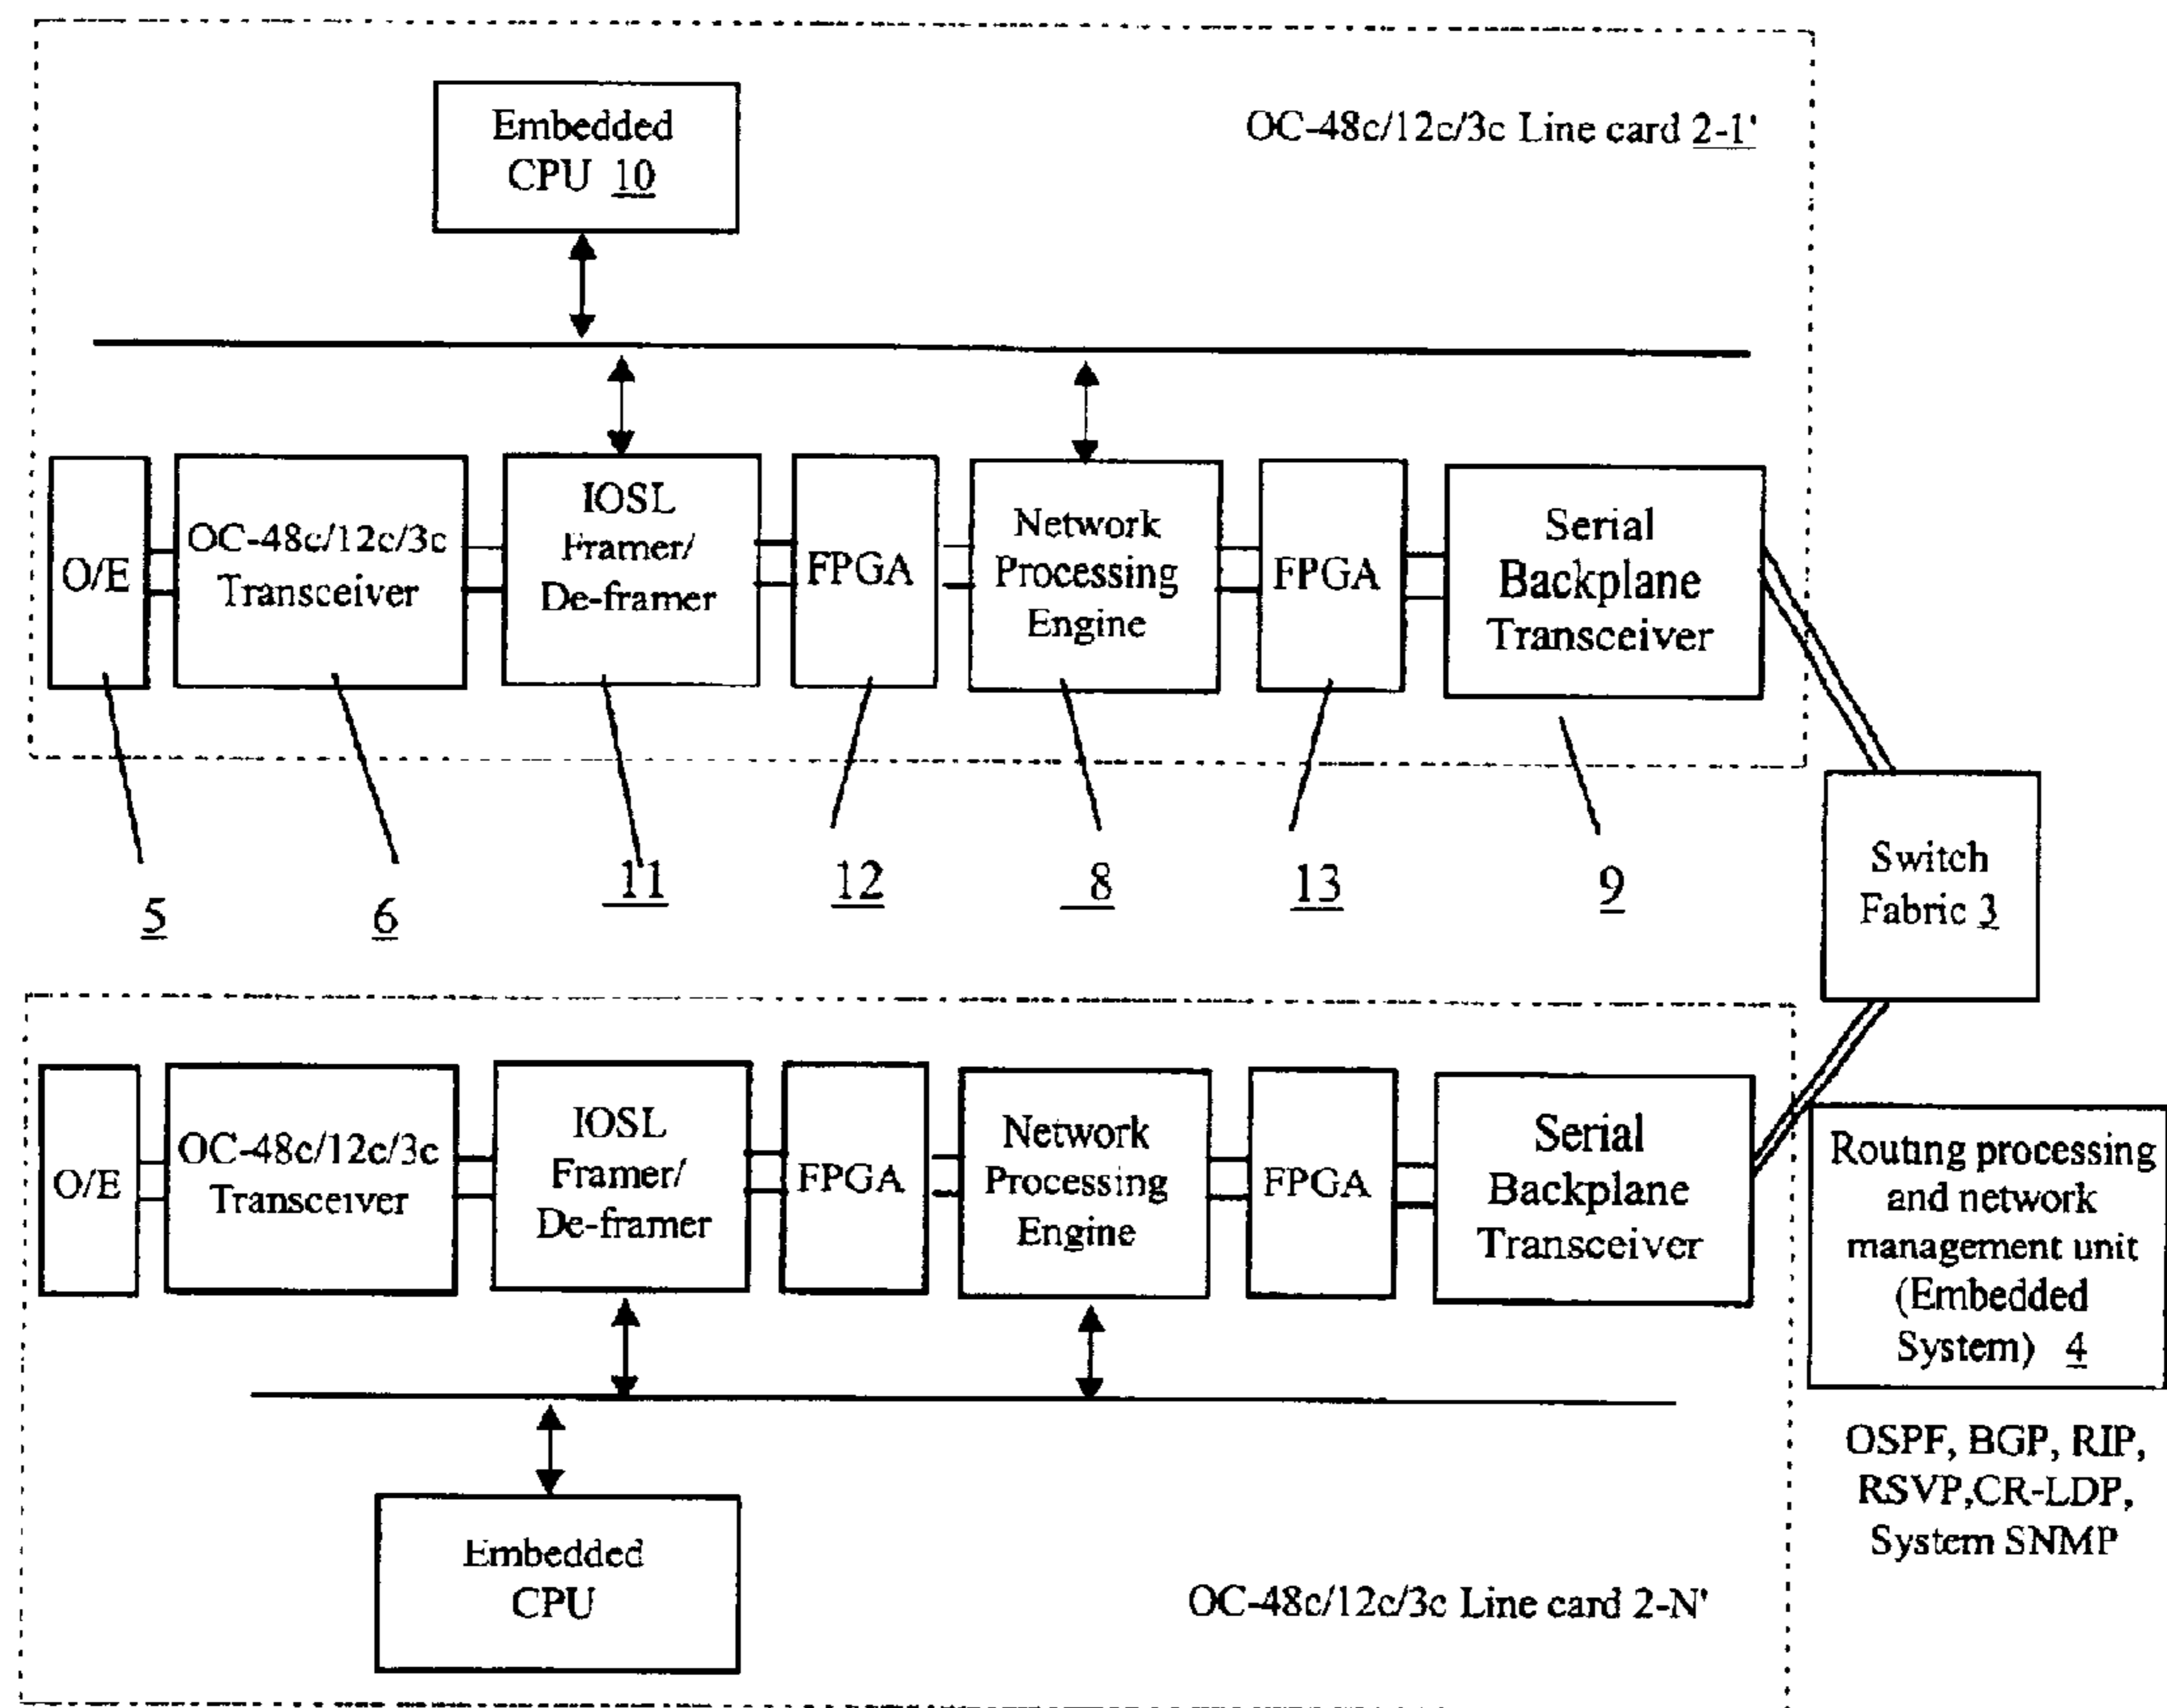 Embedded
CPU 10
OC-48c/12c/3c Line card 2-1'
O/E
OC-48c/12c/3c
Transceiver
IOSL
Framer/
De-framer
FPGA
Network
Processing
Engine
FPGA
Serial
Backplane
Transceiver
5
6
11
12
8
13
9
Switch
Fabric 3
O/E
OC-48c/12c/3c
Transceiver
IOSL
Framer/
De-framer
FPGA
Network
Processing
Engine
FPGA
Serial
Backplane
Transceiver
Routing processing
and network
management unit
(Embedded
System) 4
OSPF, BGP, RIP,
RSVP,CR-LDP,
System SNMP
Embedded
CPU
OC-48c/12c/3c Line card 2-N'